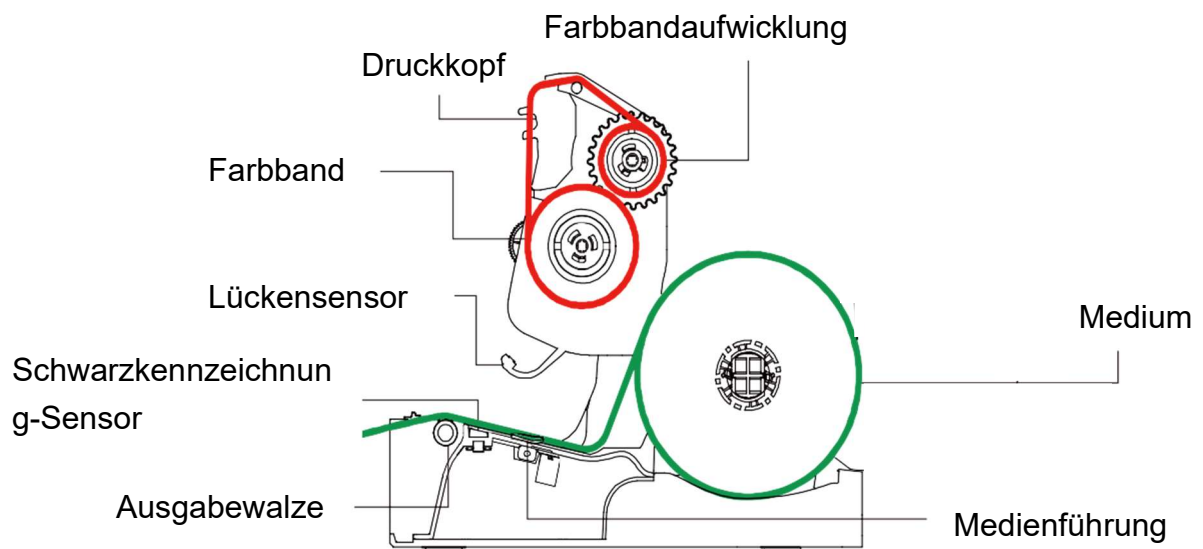 Farbbandaufwicklung
Druckkopf
Farbband
Lückensensor
Medium
Schwarzkennzeichnun
g-Sensor
Ausgabewalze
Medienführung